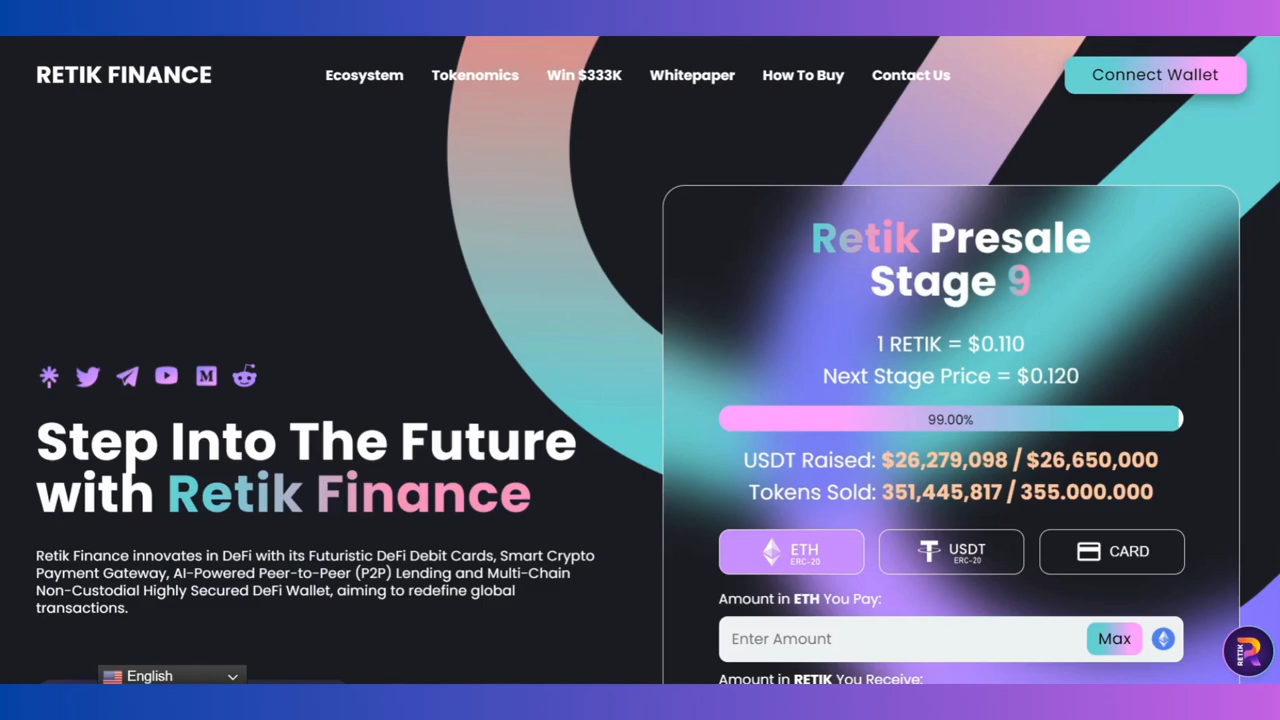 RETIK FINANCE
Ecosystem Tokenomics Win $333K Whitepaper How To Buy Contact Us
Connect Wallet
Step Into The Future
with Retik Finance
Retik Finance innovates in DeFi with its Futuristic DeFi Debit Cards, Smart Crypto
Payment Gateway, AI-Powered Peer-to-Peer (P2P) Lending and Multi-Chain
Non-Custodial Highly Secured DeFi Wallet, aiming to redefine global
transactions.
English
Retik Presale
Stage 9
1 RETIK = $0.110
Next Stage Price = $0.120
99.00%
USDT Raised: $26,279,098 / $26,650,000
Tokens Sold: 351,445,817 / 355.000.000
ETH
ERC-20
USDT
ERC-20
CARD
Amount in ETH You Pay:
Enter Amount
Max
Amount in RETIK You Receive:
RETIK